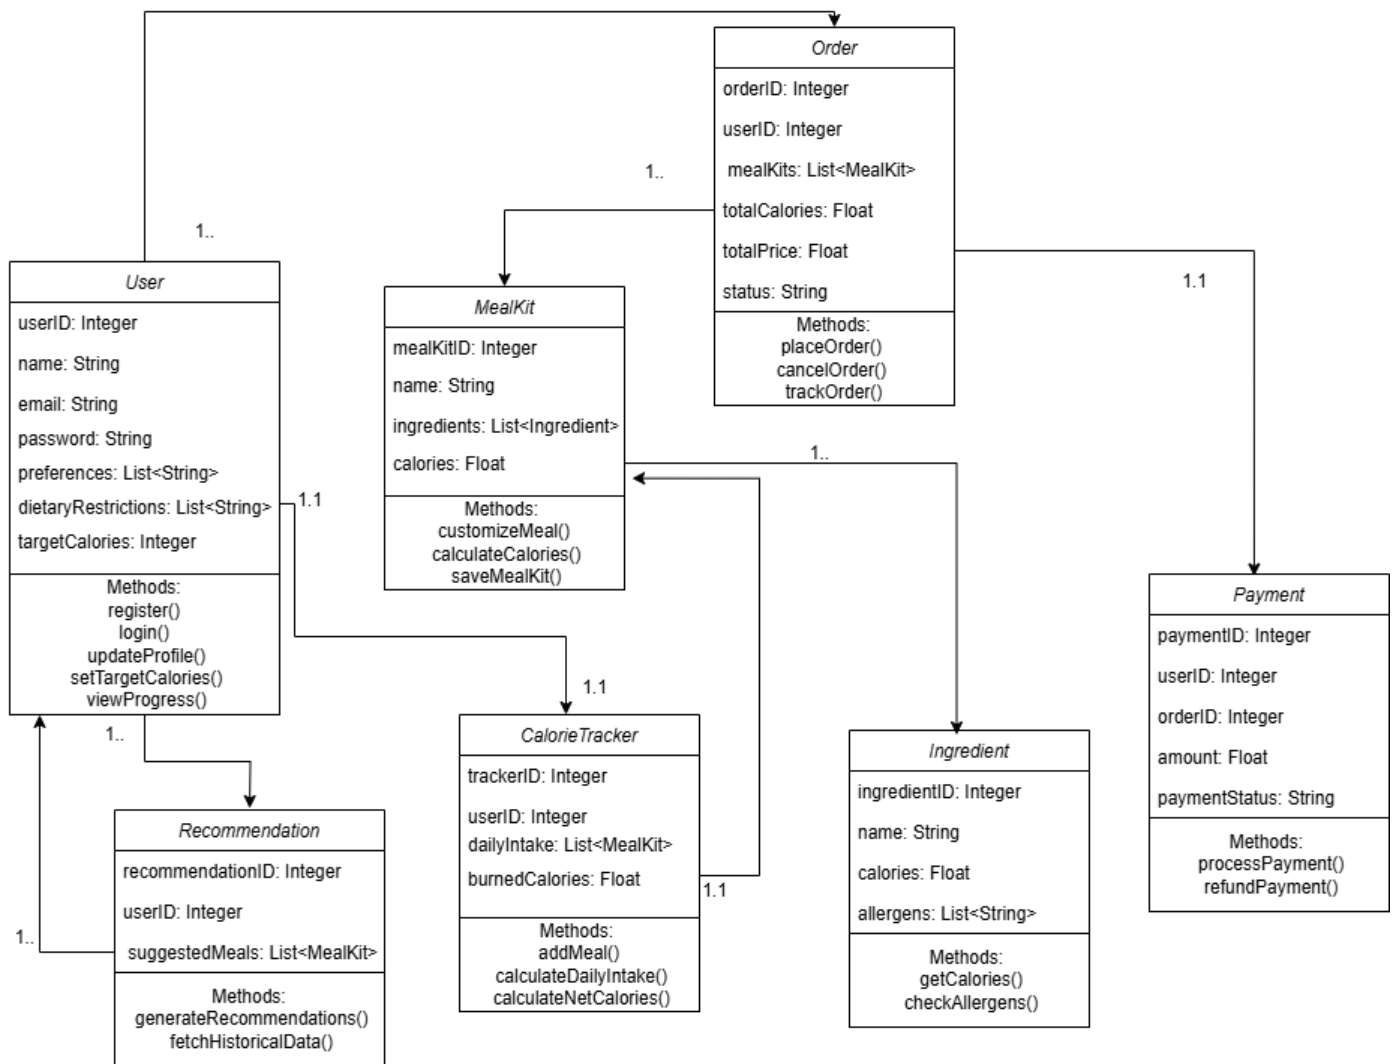 Order
orderID: Integer
userID: Integer
mealKits: List<MealKit>
totalCalories: Float
totalPrice: Float
status: String
Methods:
placeOrder()
cancelOrder()
trackOrder()
1..
1..
1.1
User
userID: Integer
name: String
email: String
password: String
preferences: List<String>
dietaryRestrictions: List<String>
targetCalories: Integer
Methods:
register()
login()
updateProfile()
setTargetCalories()
viewProgress()
1.1
MealKit
mealKitID: Integer
name: String
ingredients: List<Ingredient>
calories: Float
Methods:
customizeMeal()
calculateCalories()
saveMealKit()
1..
Payment
paymentID: Integer
userID: Integer
orderID: Integer
amount: Float
paymentStatus: String
Methods:
processPayment()
refundPayment()
1..
1.1
CalorieTracker
trackerID: Integer
userID: Integer
dailyIntake: List<MealKit>
burnedCalories: Float
Methods:
addMeal()
calculateDailyIntake()
calculateNetCalories()
1.1
Ingredient
ingredientID: Integer
name: String
calories: Float
allergens: List<String>
Methods:
getCalories()
checkAllergens()
Recommendation
recommendationID: Integer
userID: Integer
suggestedMeals: List<MealKit>
Methods:
generateRecommendations()
fetchHistoricalData()
1..